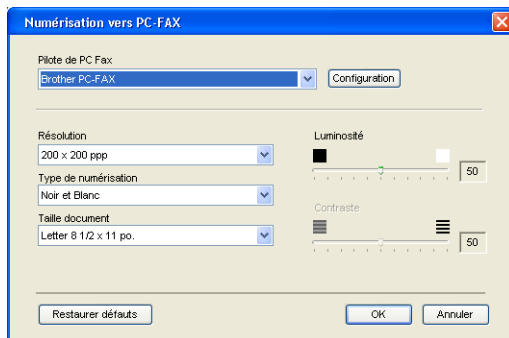 Numérisation vers PC-FAX
Pilote de PC Fax
Brother PC-FAX
Configuration
Résolution
200 x 200 ppp
Type de numérisation
Noir et Blanc
Taille document
Letter 8 1/2 x 11 po.
Luminosité
50
Contraste
50
Restaurer défauts
OK
Annuler